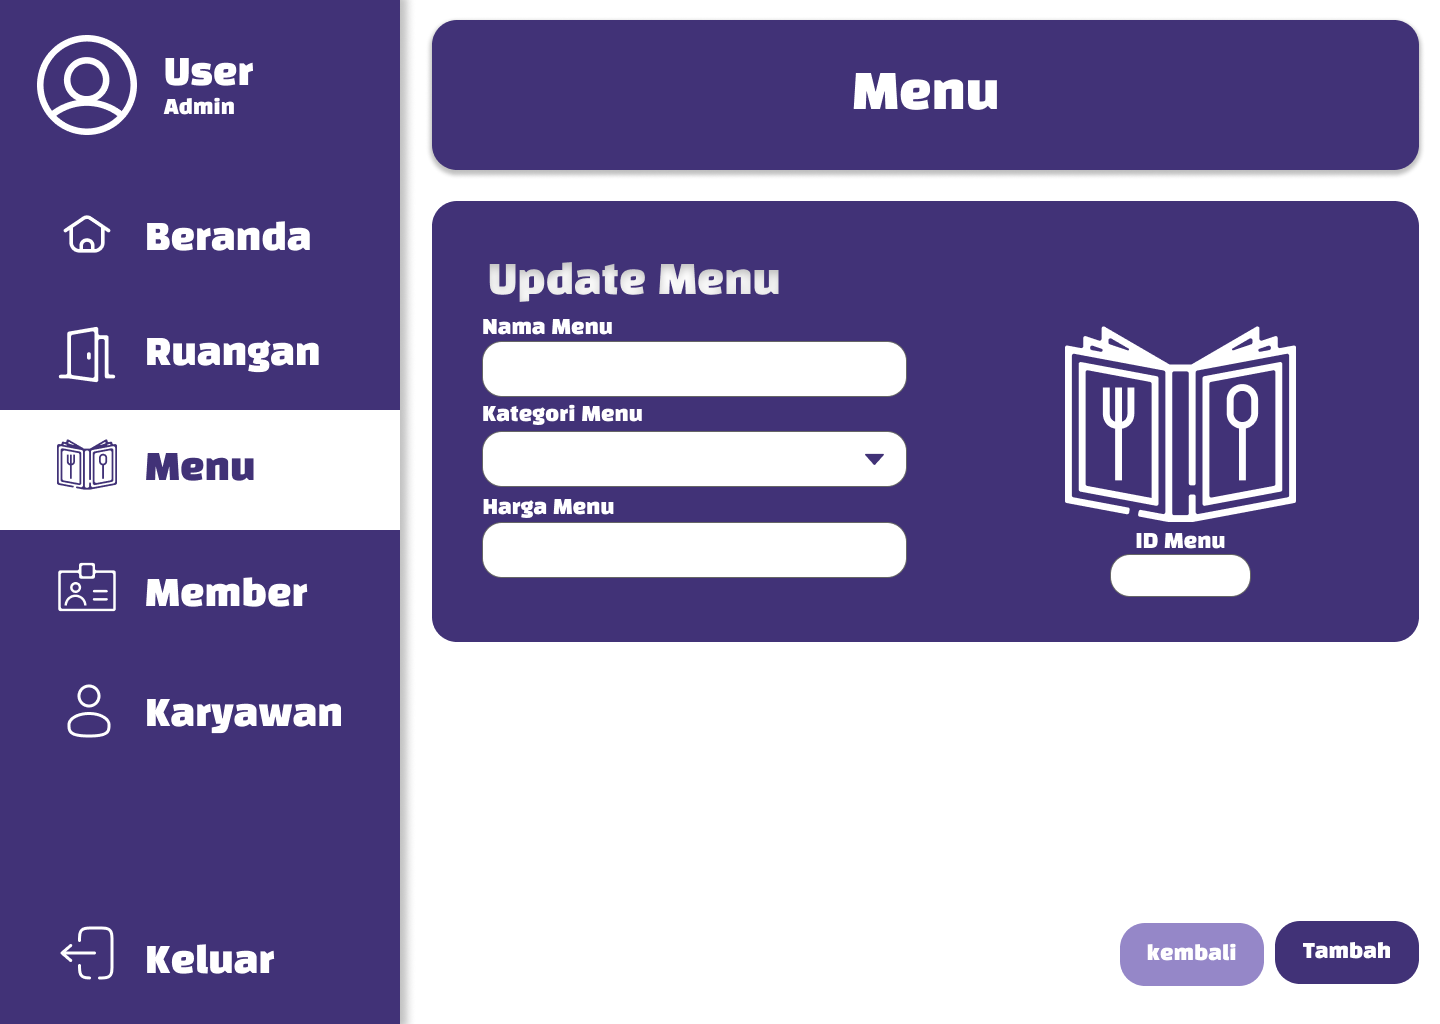 User
Admin
Beranda
Ruangan
Menu
Member
Karyawan
Keluar
Menu
Update Menu
Nama Menu
Kategori Menu
Harga Menu
ID Menu
kembali
Tambah